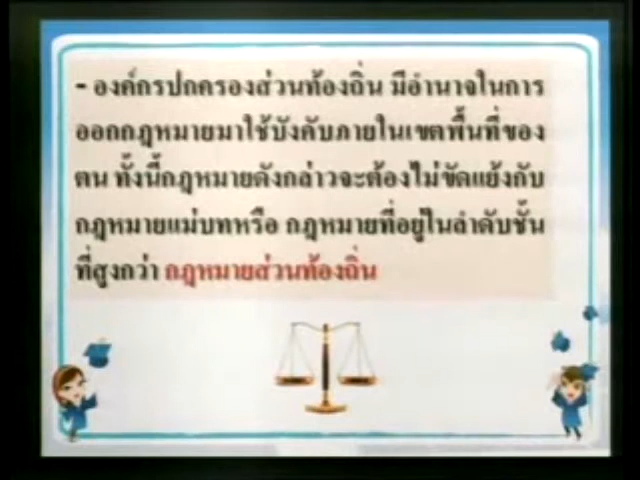 - องค์กรปกครองส่วนท้องถิ่น มีอำนาจในการ
ออกกฎหมายมาใช้บังคับภายในเขตพื้นที่ของ
ตน ทั้งนี้กฎหมายดังกล่าวจะต้องไม่ขัดแย้งกับ
กฎหมายแม่บทหรือ กฎหมายที่อยู่ในลำดับชั้น
ที่สูงกว่า กฎหมายส่วนท้องถิ่น